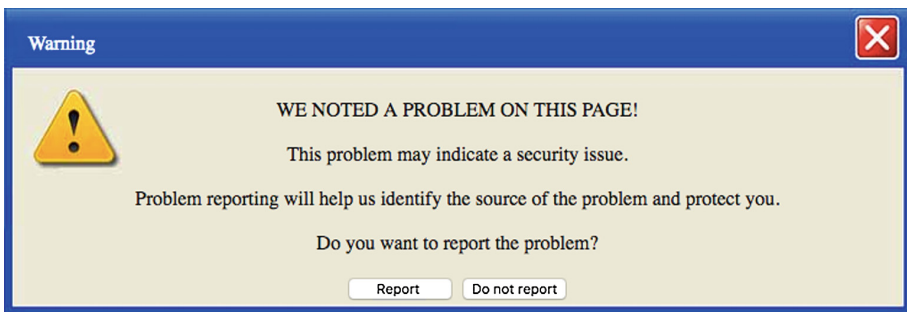 Warning
WE NOTED A PROBLEM ON THIS PAGE!
This problem may indicate a security issue.
Problem reporting will help us identify the source of the problem and protect you.
Do you want to report the problem?
Report
Do not report